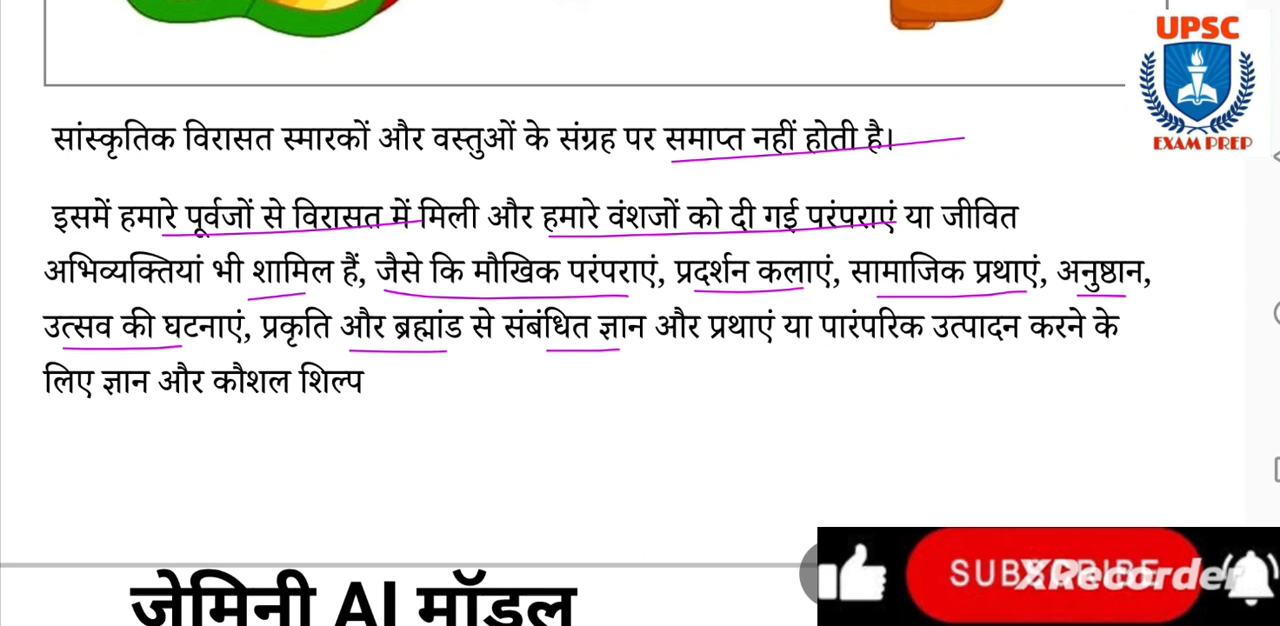 UPSC
EXAM PREP
सांस्कृतिक विरासत स्मारकों और वस्तुओं के संग्रह पर समाप्त नहीं होती है।
इसमें हमारे पूर्वजों से विरासत में मिली और हमारे वंशजों को दी गई परंपराएं या जीवित
अभिव्यक्तियां भी शामिल हैं, जैसे कि मौखिक परंपराएं, प्रदर्शन कलाएं, सामाजिक प्रथाएं, अनुष्ठान,
उत्सव की घटनाएं, प्रकृति और ब्रह्मांड से संबंधित ज्ञान और प्रथाएं या पारंपरिक उत्पादन करने के
लिए ज्ञान और कौशल शिल्प
SUBSCRIBE
XRecorder
जेमिनी AI मॉडल